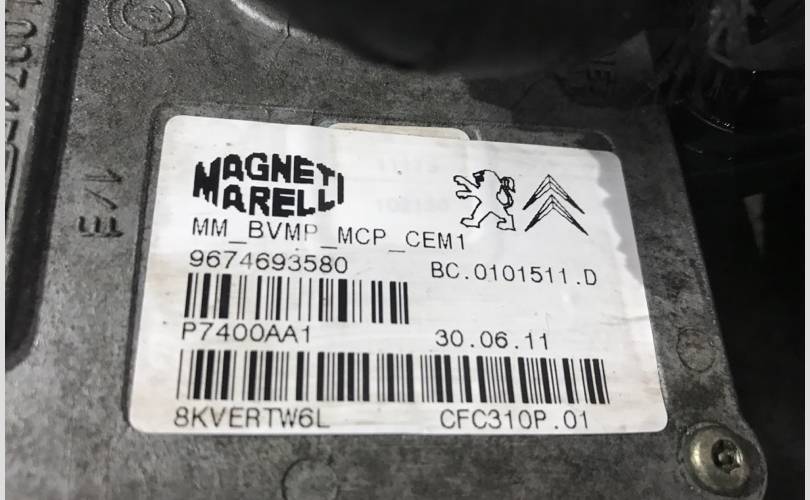 MAGNETI
MARELLI
MM_BVMP_MCP_CEM1
9674693580 BC.0101511.D
P7400AA1 30.06.11
8KVERTW6L CFC310P.01